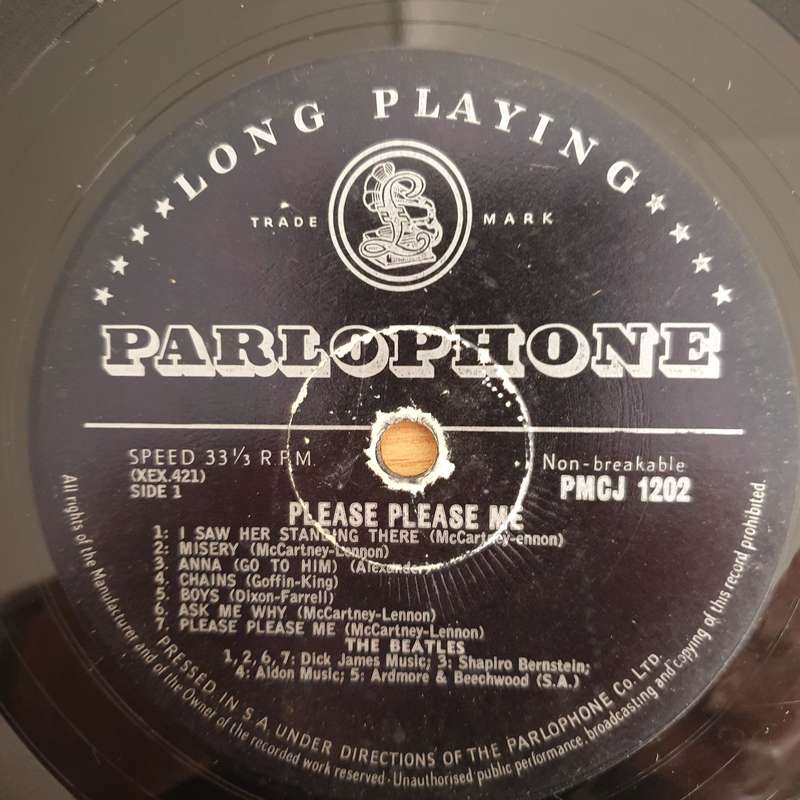 ★★★★ LONG PLAYING ★★★★
TRADE MARK
£
PARLOPHONE
SPEED 33⅓ R.P.M.
Non-breakable
(XEX.421)
SIDE 1
PMCJ 1202
PLEASE PLEASE ME
1: I SAW HER STANDING THERE (McCartney-ennon)
2: MISERY (McCartney-Lennon)
3. ANNA (GO TO HIM) (Alexander
4. CHAINS (Goffin-King)
5. BOYS (Dixon-Farrell)
6. ASK ME WHY (McCartney-Lennon)
7. PLEASE PLEASE ME (McCartney-Lennon)
THE BEATLES
1, 2, 6, 7: Dick James Music; 3: Shapiro Bernstein;
4: Aldon Music; 5: Ardmore & Beechwood (S.A.)
PRESSED IN S.A. UNDER DIRECTIONS OF THE PARLOPHONE Co. LTD.
All rights of the Manufacturer and of the Owner of the recorded work reserved · Unauthorised public performance, broadcasting and copying of this record prohibited.